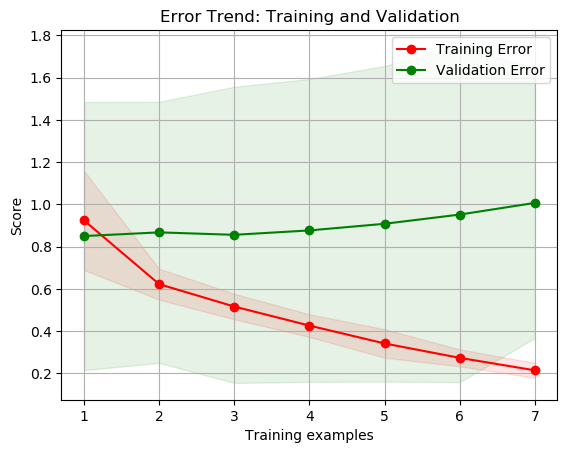 Error Trend: Training and Validation
Training Error
Validation Error
Score
1.8
1.6
1.4
1.2
1.0
0.8
0.6
0.4
0.2
1 2 3 4 5 6 7
Training examples